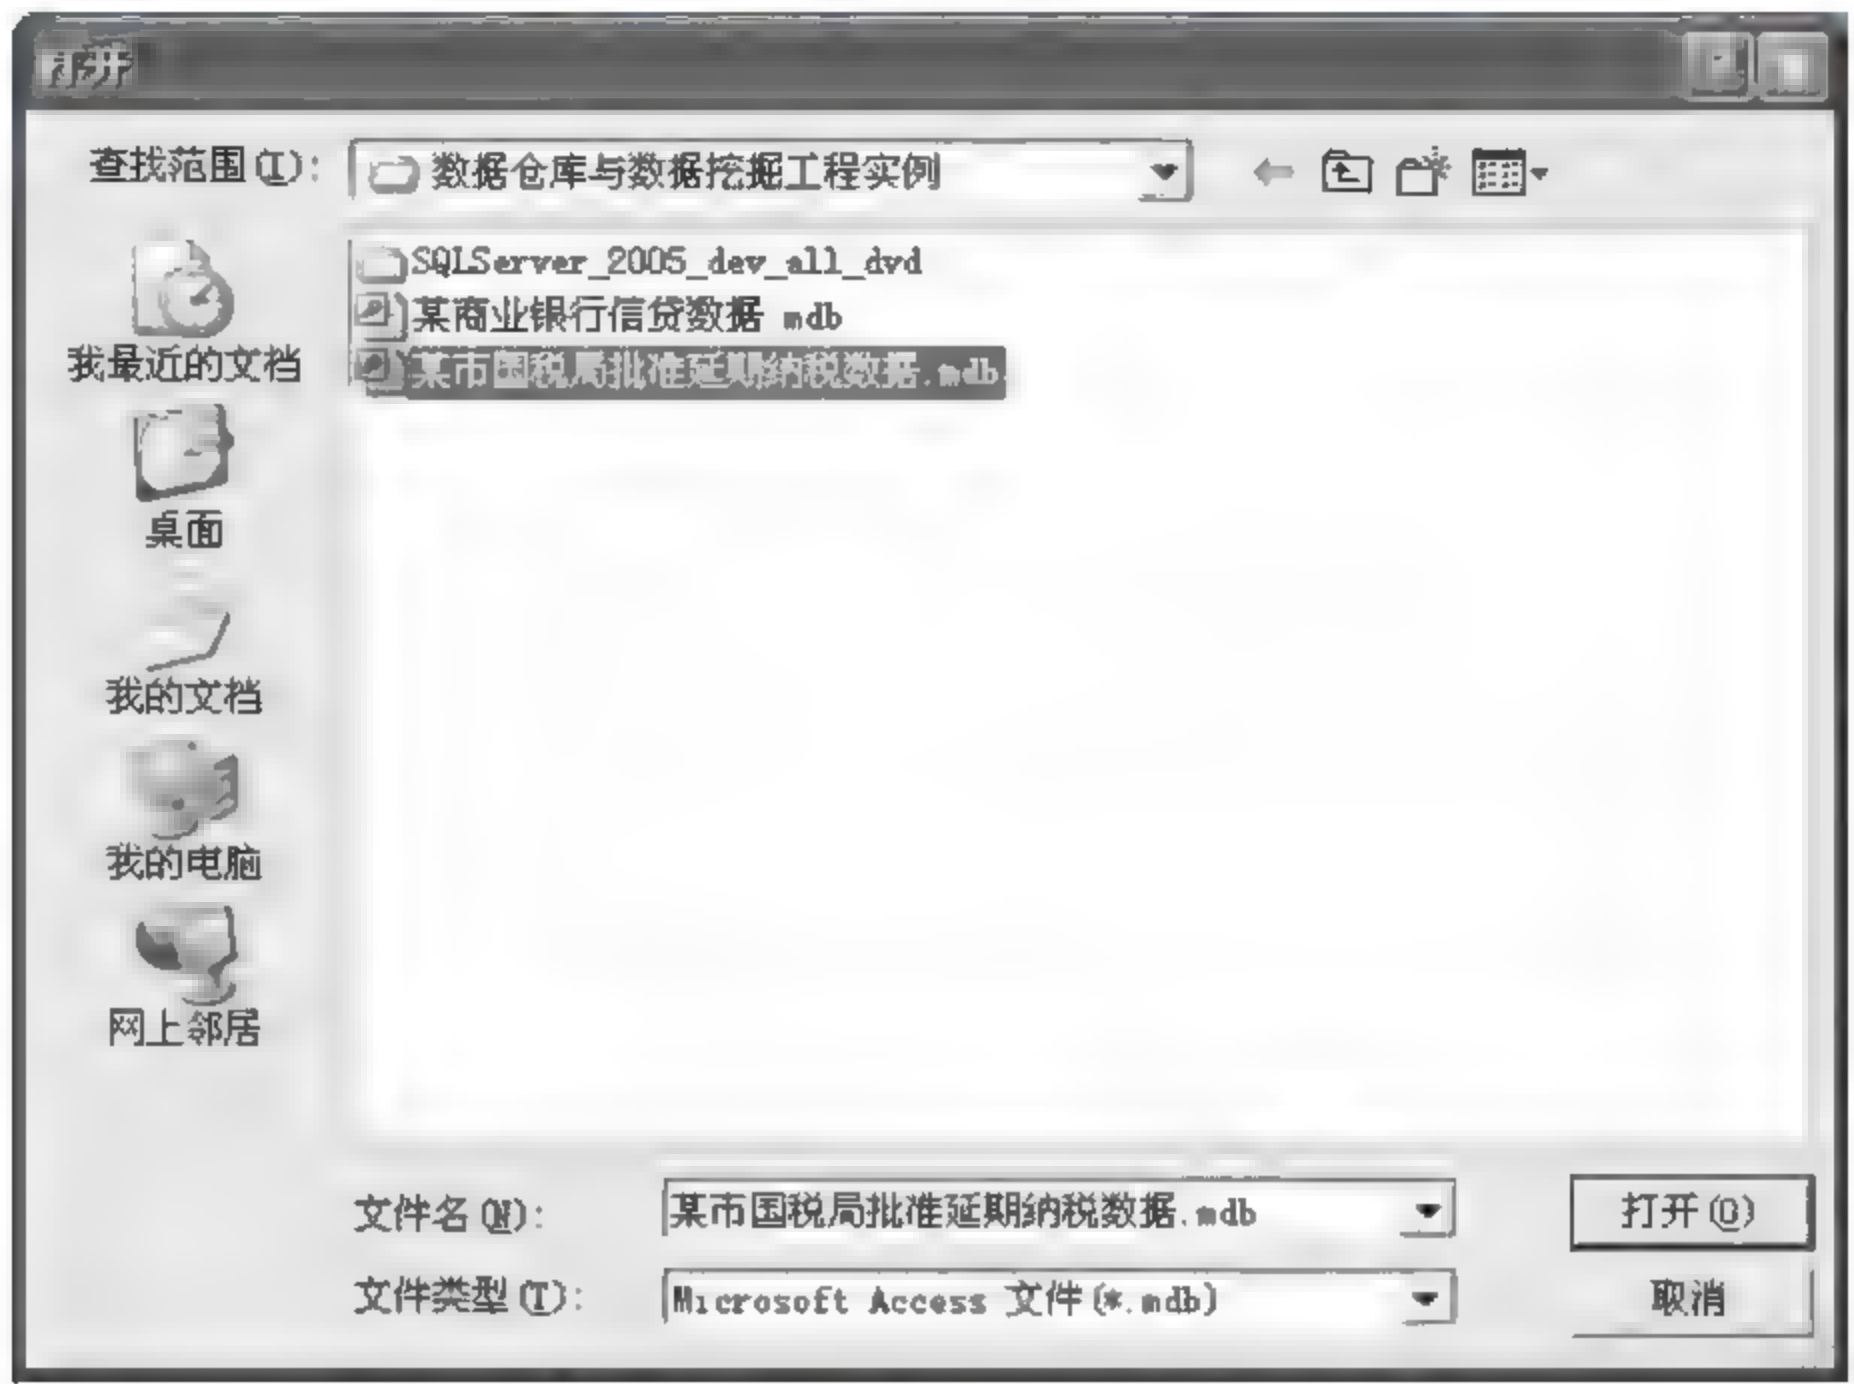 打开
查找范围(I):
数据仓库与数据挖掘工程实例
SQLServer_2005_dev_all_dvd
某商业银行信贷数据 mdb
某市国税局批准延期纳税数据.mdb
我最近的文档
桌面
我的文档
我的电脑
网上邻居
文件名(N):
某市国税局批准延期纳税数据.mdb
打开(O)
文件类型(T):
Microsoft Access 文件(*.mdb)
取消